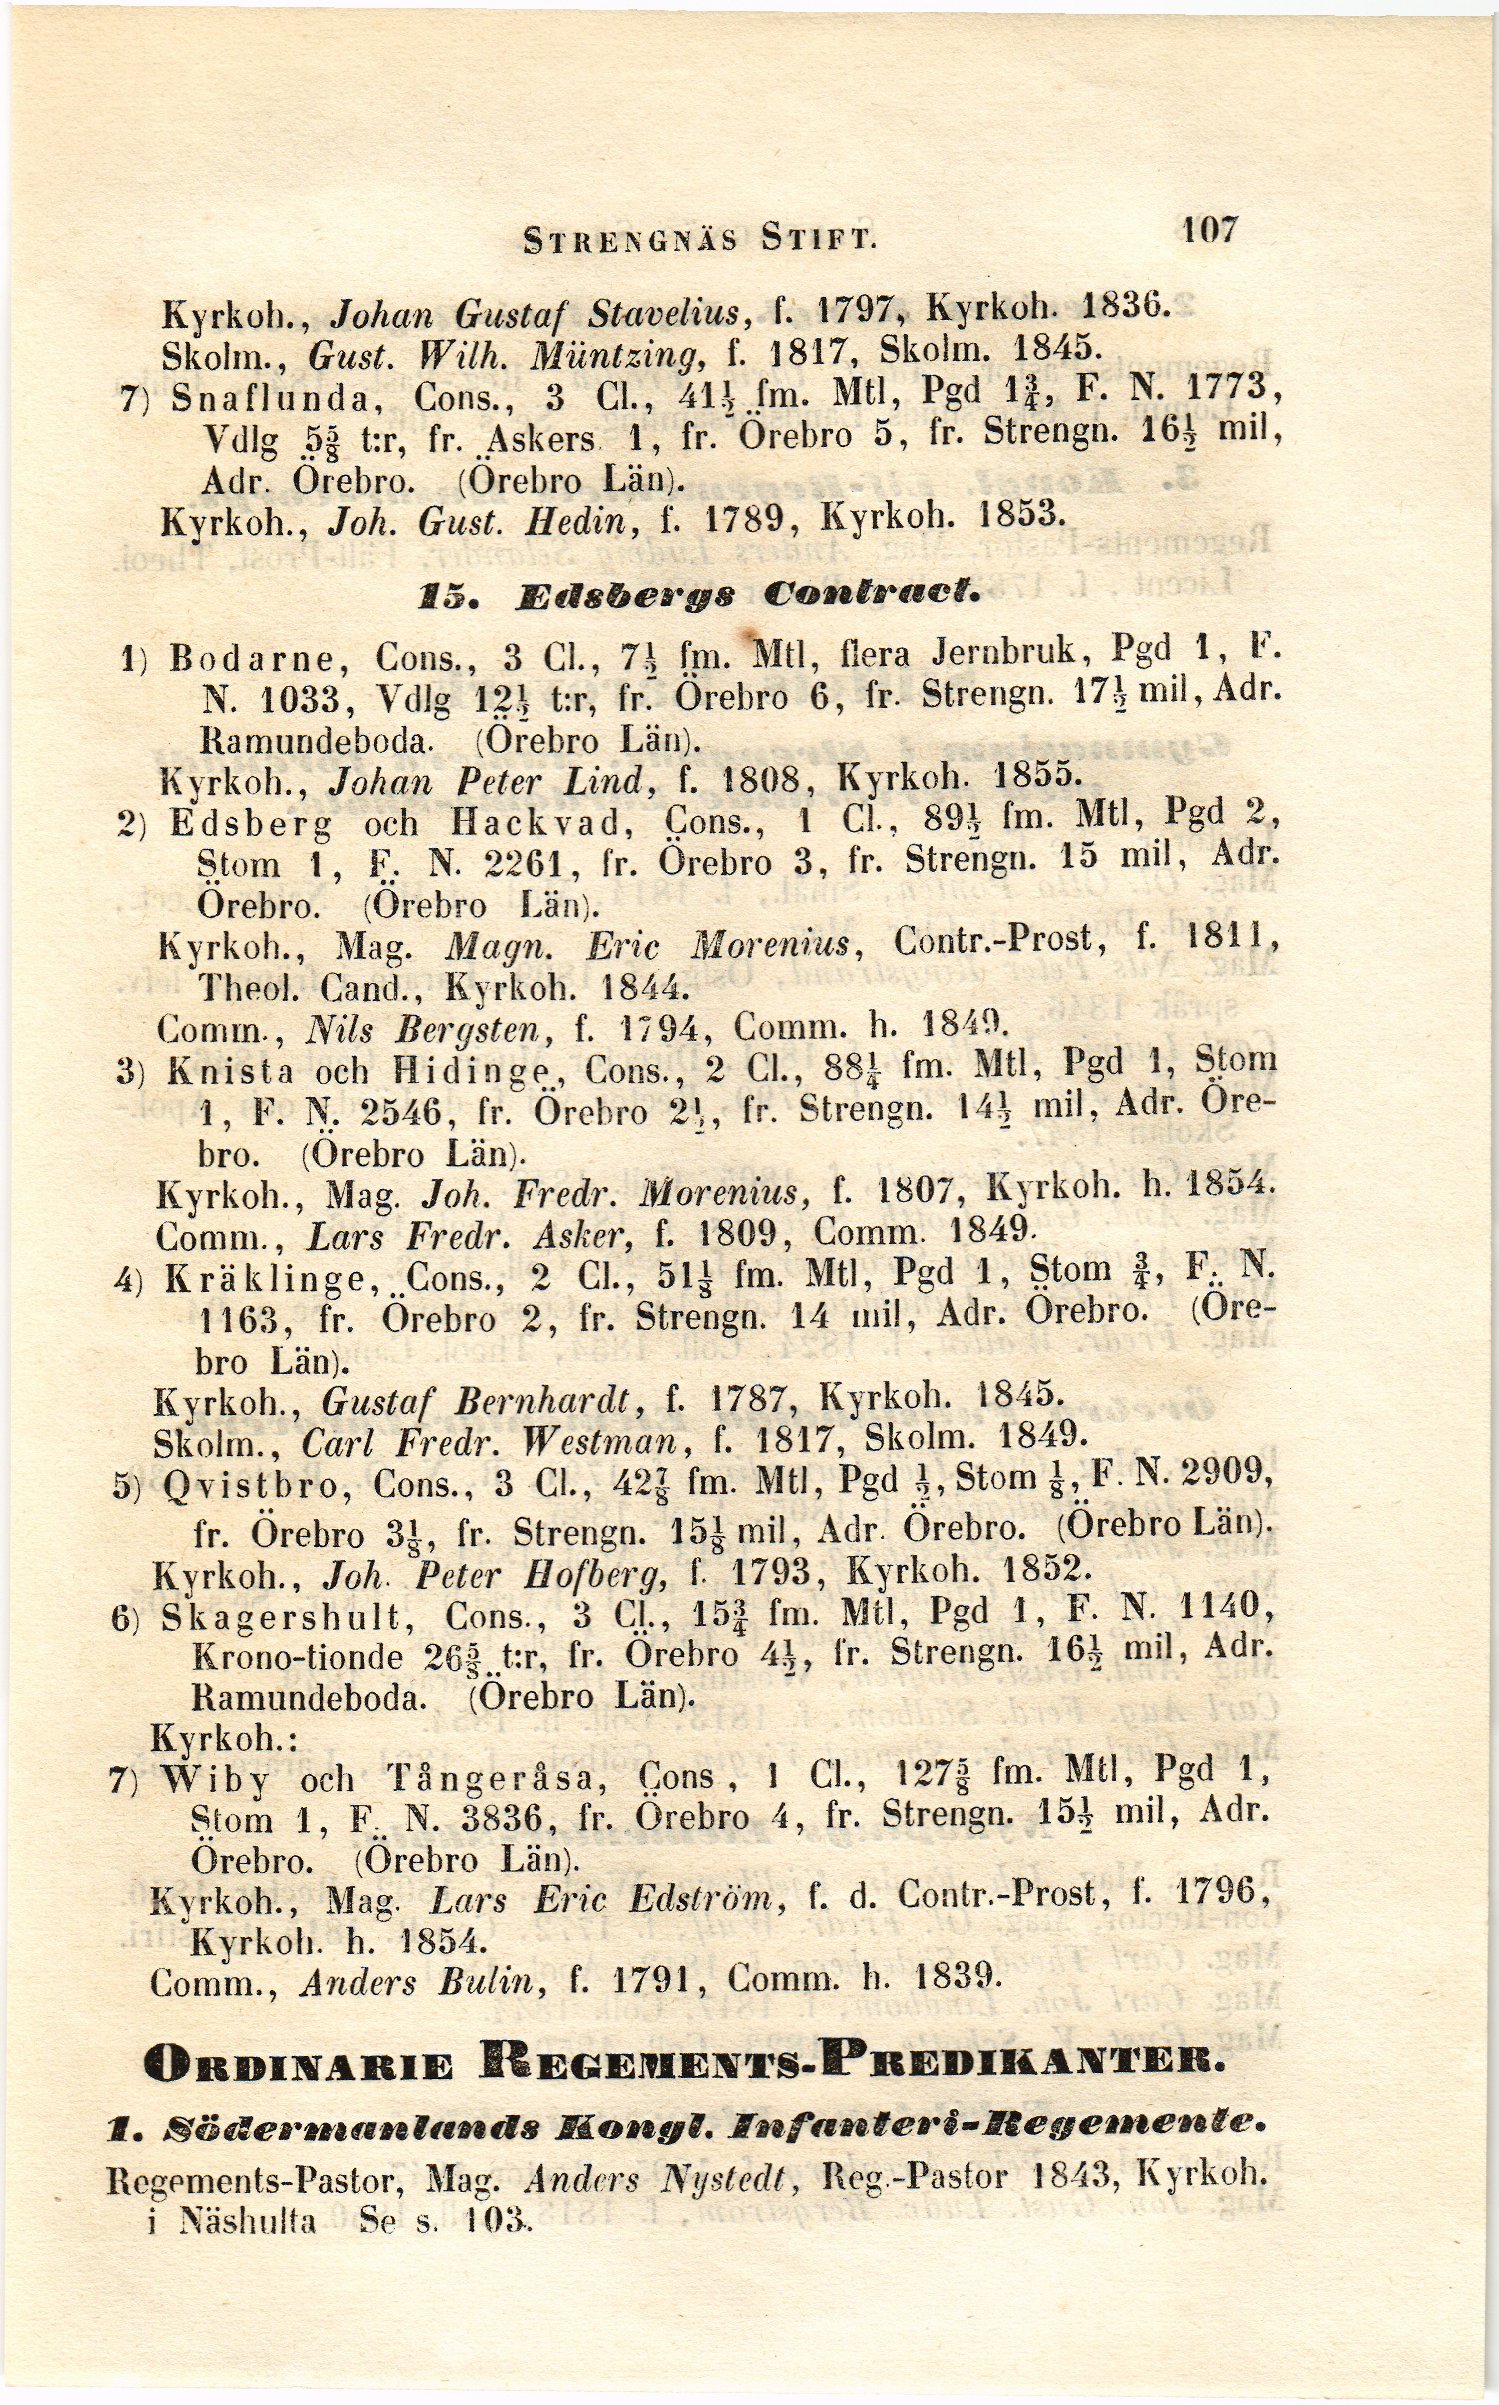 STRENGNÄS STIFT. 107
Kyrkoh., Johan Gustaf Stavelius, f. 1797, Kyrkoh. 1836.
Skolm., Gust. Wilh. Müntzing, f. 1817, Skolm. 1845.
7) Snaflunda, Cons., 3 Cl., 41½ fm. Mtl, Pgd 1¾, F. N. 1773,
Vdlg 5⅝ t:r, fr. Askers 1, fr. Örebro 5, fr. Strengn. 16½ mil,
Adr. Örebro. (Örebro Län).
Kyrkoh., Joh. Gust. Hedin, f. 1789, Kyrkoh. 1853.
15. Edsbergs Contract.
1) Bodarne, Cons., 3 Cl., 7½ fm. Mtl, flera Jernbruk, Pgd 1, F.
N. 1033, Vdlg 12½ t:r, fr. Örebro 6, fr. Strengn. 17½ mil, Adr.
Ramundeboda. (Örebro Län).
Kyrkoh., Johan Peter Lind, f. 1808, Kyrkoh. 1855.
2) Edsberg och Hackvad, Cons., 1 Cl., 89½ fm. Mtl, Pgd 2,
Stom 1, F. N. 2261, fr. Örebro 3, fr. Strengn. 15 mil, Adr.
Örebro. (Örebro Län).
Kyrkoh., Mag. Magn. Eric Morenius, Contr.-Prost, f. 1811,
Theol. Cand., Kyrkoh. 1844.
Comm., Nils Bergsten, f. 1794, Comm. h. 1849.
3) Knista och Hidinge, Cons., 2 Cl., 88¼ fm. Mtl, Pgd 1, Stom
1, F. N. 2546, fr. Örebro 2½, fr. Strengn. 14½ mil, Adr. Öre-
bro. (Örebro Län).
Kyrkoh., Mag. Joh. Fredr. Morenius, f. 1807, Kyrkoh. h. 1854.
Comm., Lars Fredr. Asker, f. 1809, Comm. 1849.
4) Kräklinge, Cons., 2 Cl., 51⅛ fm. Mtl, Pgd 1, Stom ¾, F. N.
1163, fr. Örebro 2, fr. Strengn. 14 mil, Adr. Örebro. (Öre-
bro Län).
Kyrkoh., Gustaf Bernhardt, f. 1787, Kyrkoh. 1845.
Skolm., Carl Fredr. Westman, f. 1817, Skolm. 1849.
5) Qvistbro, Cons., 3 Cl., 42⅞ fm. Mtl, Pgd ½, Stom ⅛, F. N. 2909,
fr. Örebro 3⅛, fr. Strengn. 15⅛ mil, Adr. Örebro. (Örebro Län).
Kyrkoh., Joh. Peter Hofberg, f. 1793, Kyrkoh. 1852.
6) Skagershult, Cons., 3 Cl., 15¾ fm. Mtl, Pgd 1, F. N. 1140,
Krono-tionde 26⅝ t:r, fr. Örebro 4½, fr. Strengn. 16½ mil, Adr.
Ramundeboda. (Örebro Län).
Kyrkoh.:
7) Wiby och Tångeråsa, Cons, 1 Cl., 127⅝ fm. Mtl, Pgd 1,
Stom 1, F. N. 3836, fr. Örebro 4, fr. Strengn. 15½ mil, Adr.
Örebro. (Örebro Län).
Kyrkoh., Mag. Lars Eric Edström, f. d. Contr.-Prost, f. 1796,
Kyrkoh. h. 1854.
Comm., Anders Bulin, f. 1791, Comm. h. 1839.
ORDINARIE REGEMENTS-PREDIKANTER.
1. Södermanlands Kongl. Infanteri-Regemente.
Regements-Pastor, Mag. Anders Nystedt, Reg.-Pastor 1843, Kyrkoh.
i Näshulta Se s. 103.